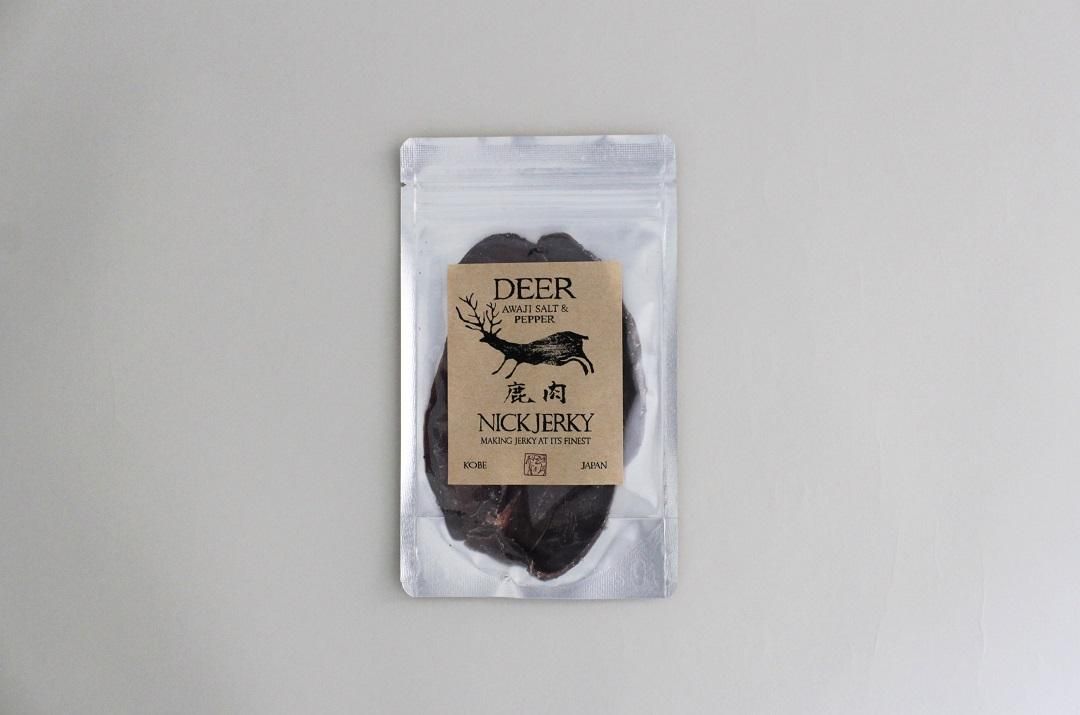 DEER
AWAJI SALT &
PEPPER
鹿肉
NICK JERKY
MAKING JERKY AT ITS FINEST
KOBE JAPAN